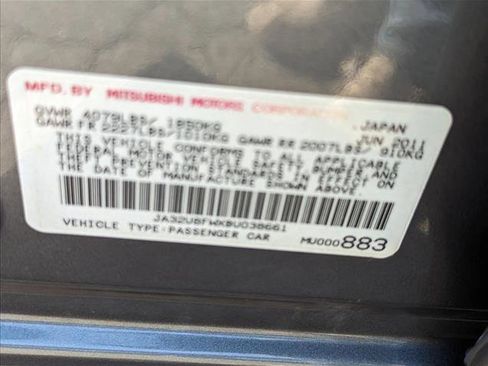 MFD. BY MITSUBISHI MOTORS CORPORATION JAPAN
GVWR 4079LBS/ 1850KG JUN 2011
GAWR FR 2227LBS/1010KG GAWR RR 2007LBS/ 910KG
THIS VEHICLE CONFORMS TO ALL APPLICABLE
FEDERAL MOTOR VEHICLE SAFETY, BUMPER, AND
THEFT PREVENTION STANDARDS IN EFFECT ON
THE DATE OF MANUFACTURE SHOWN ABOVE.
VEHICLE TYPE:PASSENGER CAR MU000883